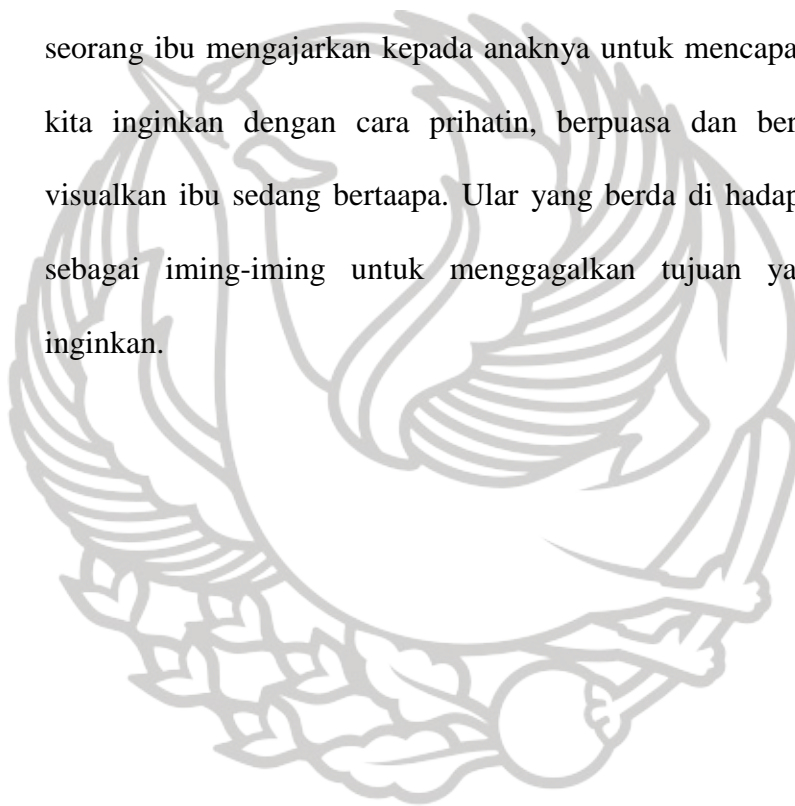 seorang ibu mengajarkan kepada anaknya untuk mencapa
kita inginkan dengan cara prihatin, berpuasa dan ber
visualkan ibu sedang bertaapa. Ular yang berda di hadap
sebagai iming-iming untuk menggagalkan tujuan ya
inginkan.